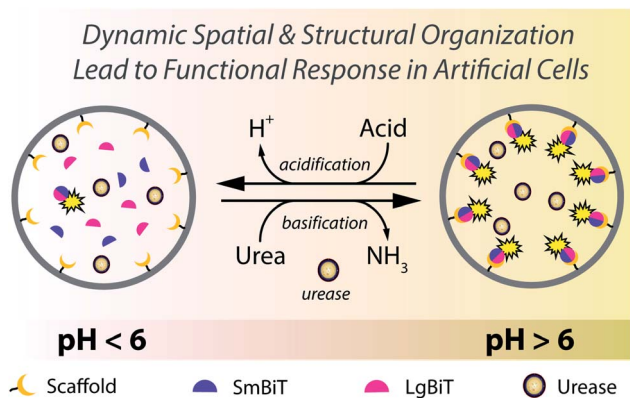 Dynamic Spatial & Structural Organization
Lead to Functional Response in Artificial Cells
H+ Acid
acidification
basification
Urea NH3
urease
pH < 6 pH > 6
Scaffold SmBiT LgBiT Urease